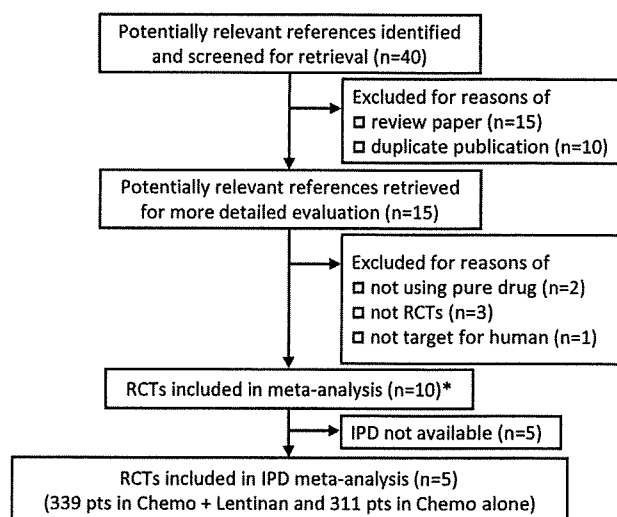 Potentially relevant references identified
and screened for retrieval (n=40)
Excluded for reasons of
□ review paper (n=15)
□ duplicate publication (n=10)
Potentially relevant references retrieved
for more detailed evaluation (n=15)
Excluded for reasons of
□ not using pure drug (n=2)
□ not RCTs (n=3)
□ not target for human (n=1)
RCTs included in meta-analysis (n=10)*
IPD not available (n=5)
RCTs included in IPD meta-analysis (n=5)
(339 pts in Chemo + Lentinan and 311 pts in Chemo alone)